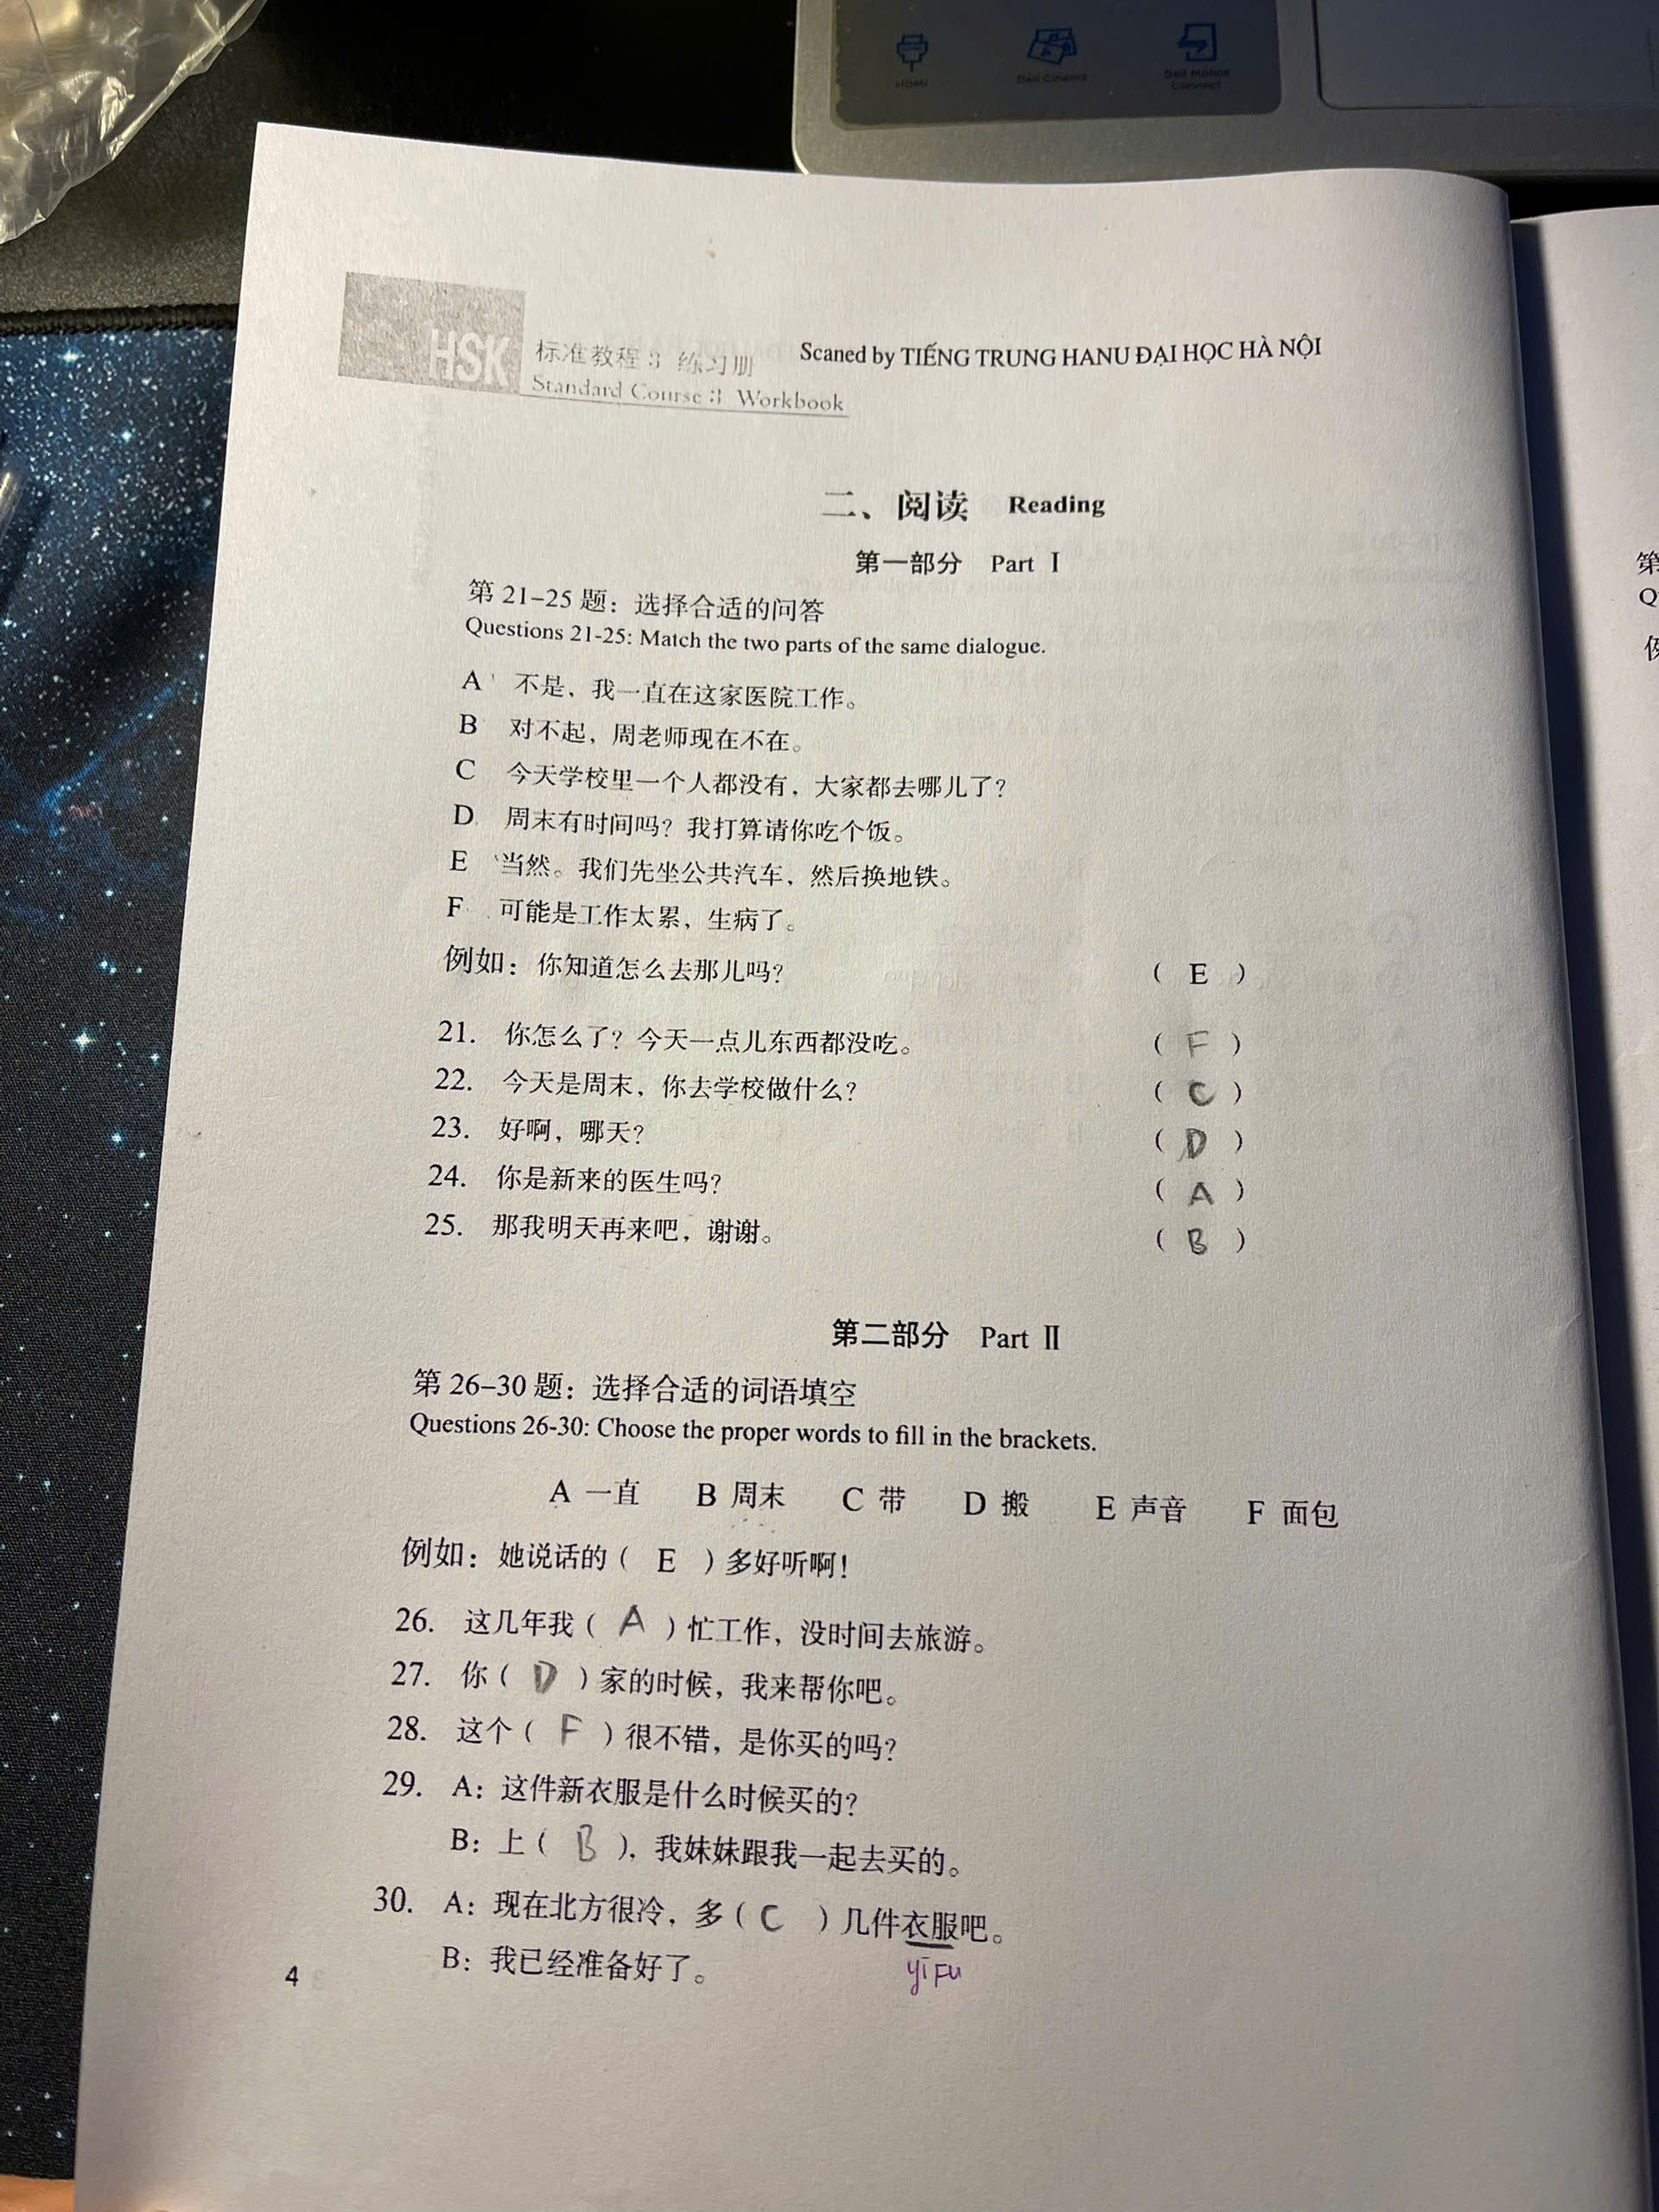 HDMI
Dell Cinema
Dell Mobile
Connect
HSK 标准教程 3 练习册
Standard Course 3 Workbook
Scaned by TIẾNG TRUNG HANU ĐẠI HỌC HÀ NỘI
二、阅读 Reading
第一部分 Part Ⅰ
第 21–25 题：选择合适的问答
Questions 21-25: Match the two parts of the same dialogue.
A 不是，我一直在这家医院工作。
B 对不起，周老师现在不在。
C 今天学校里一个人都没有，大家都去哪儿了？
D 周末有时间吗？我打算请你吃个饭。
E 当然。我们先坐公共汽车，然后换地铁。
F 可能是工作太累，生病了。
例如：你知道怎么去那儿吗？ （ E ）
21. 你怎么了？今天一点儿东西都没吃。 （ F ）
22. 今天是周末，你去学校做什么？ （ C ）
23. 好啊，哪天？ （ D ）
24. 你是新来的医生吗？ （ A ）
25. 那我明天再来吧，谢谢。 （ B ）
第二部分 Part Ⅱ
第 26–30 题：选择合适的词语填空
Questions 26-30: Choose the proper words to fill in the brackets.
A 一直 B 周末 C 带 D 搬 E 声音 F 面包
例如：她说话的（ E ）多好听啊！
26. 这几年我（ A ）忙工作，没时间去旅游。
27. 你（ D ）家的时候，我来帮你吧。
28. 这个（ F ）很不错，是你买的吗？
29. A：这件新衣服是什么时候买的？
B：上（ B ），我妹妹跟我一起去买的。
30. A：现在北方很冷，多（ C ）几件衣服吧。
B：我已经准备好了。
yīFu
4
第
Q